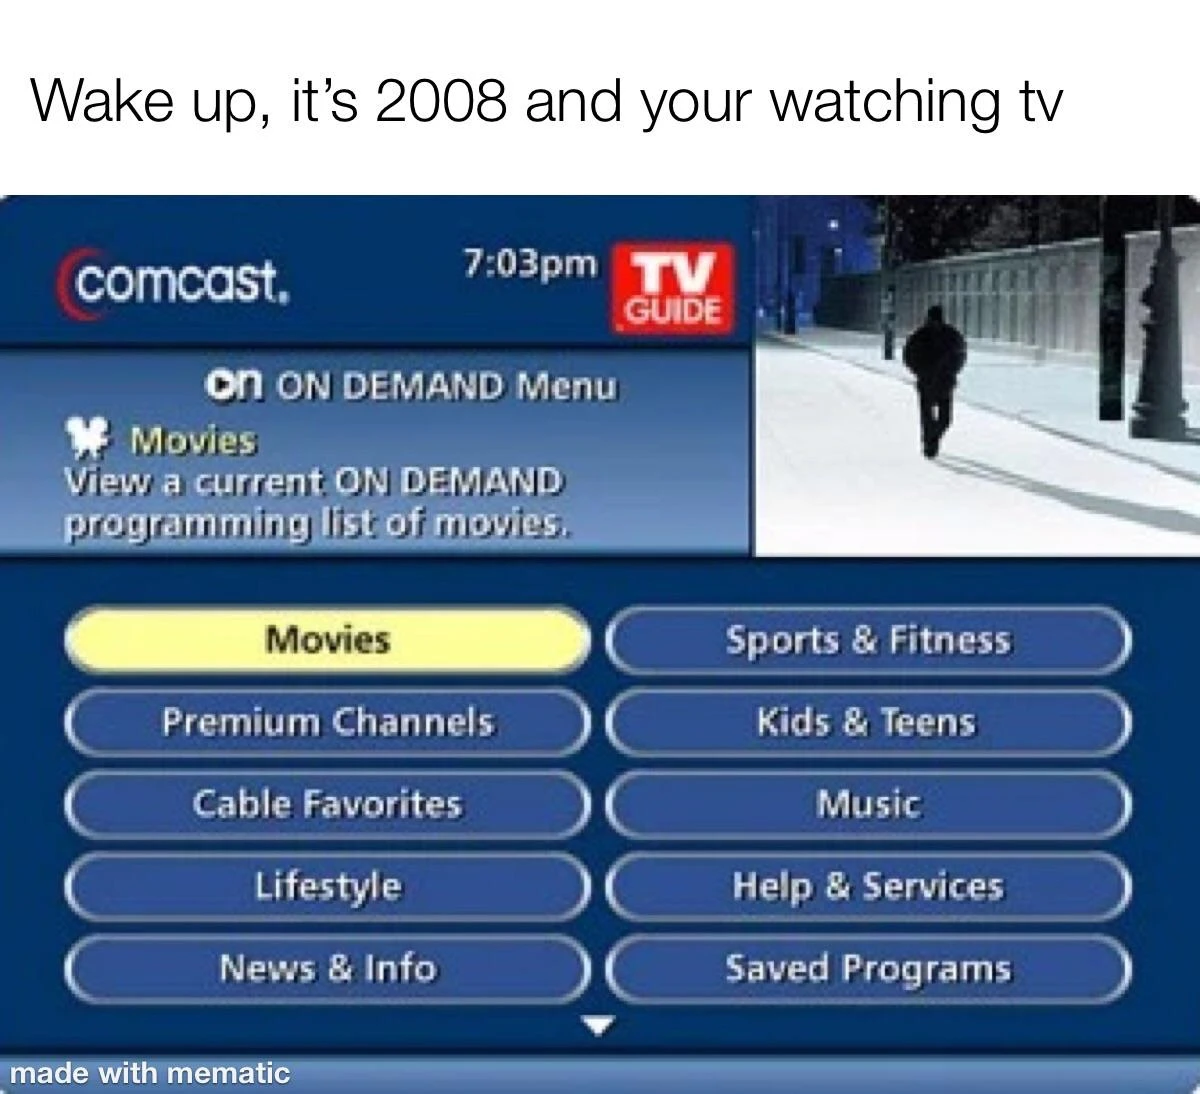 Wake up, it’s 2008 and your watching tv
comcast.
7:03pm
TV
GUIDE
on ON DEMAND Menu
Movies
View a current ON DEMAND
programming list of movies.
Movies
Sports & Fitness
Premium Channels
Kids & Teens
Cable Favorites
Music
Lifestyle
Help & Services
News & Info
Saved Programs
made with mematic